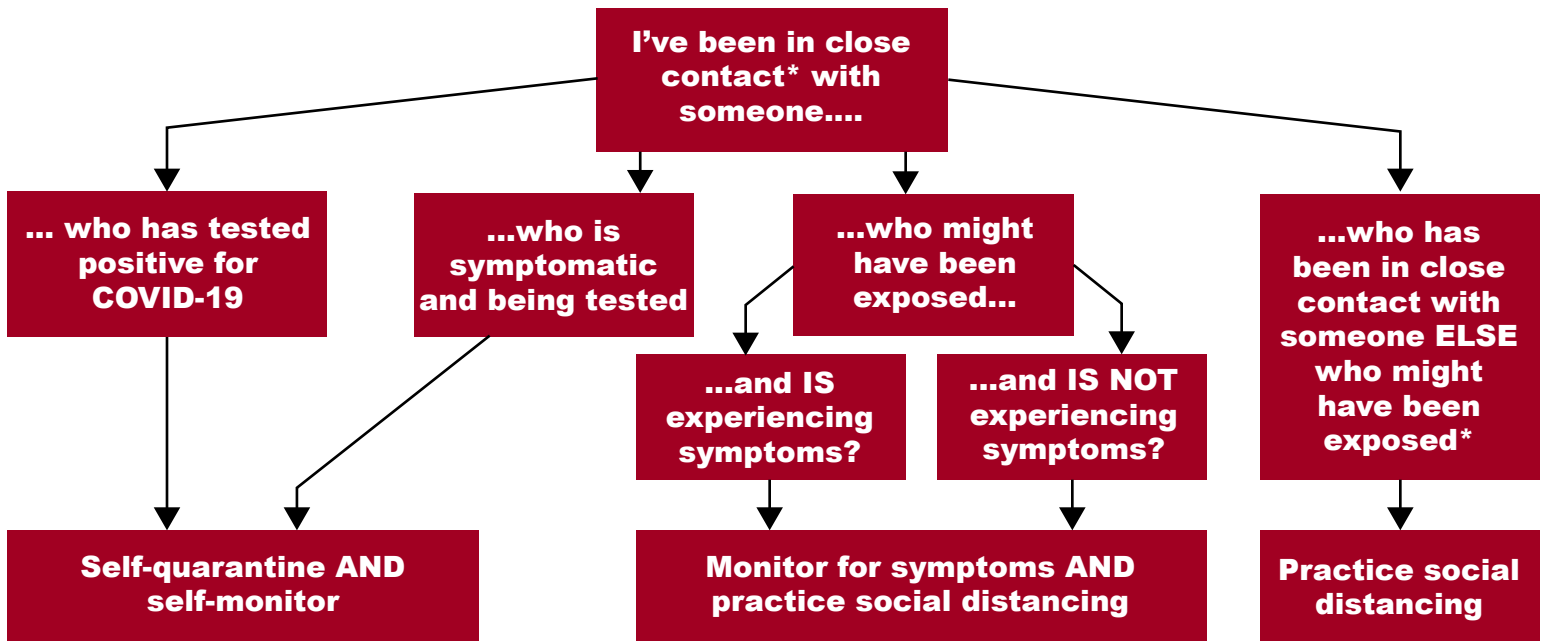 I’ve been in close
contact* with
someone....
... who has tested
positive for
COVID-19
...who is
symptomatic
and being tested
...who might
have been
exposed...
...who has
been in close
contact with
someone ELSE
who might
have been
exposed*
...and IS
experiencing
symptoms?
...and IS NOT
experiencing
symptoms?
Self-quarantine AND
self-monitor
Monitor for symptoms AND
practice social distancing
Practice social
distancing